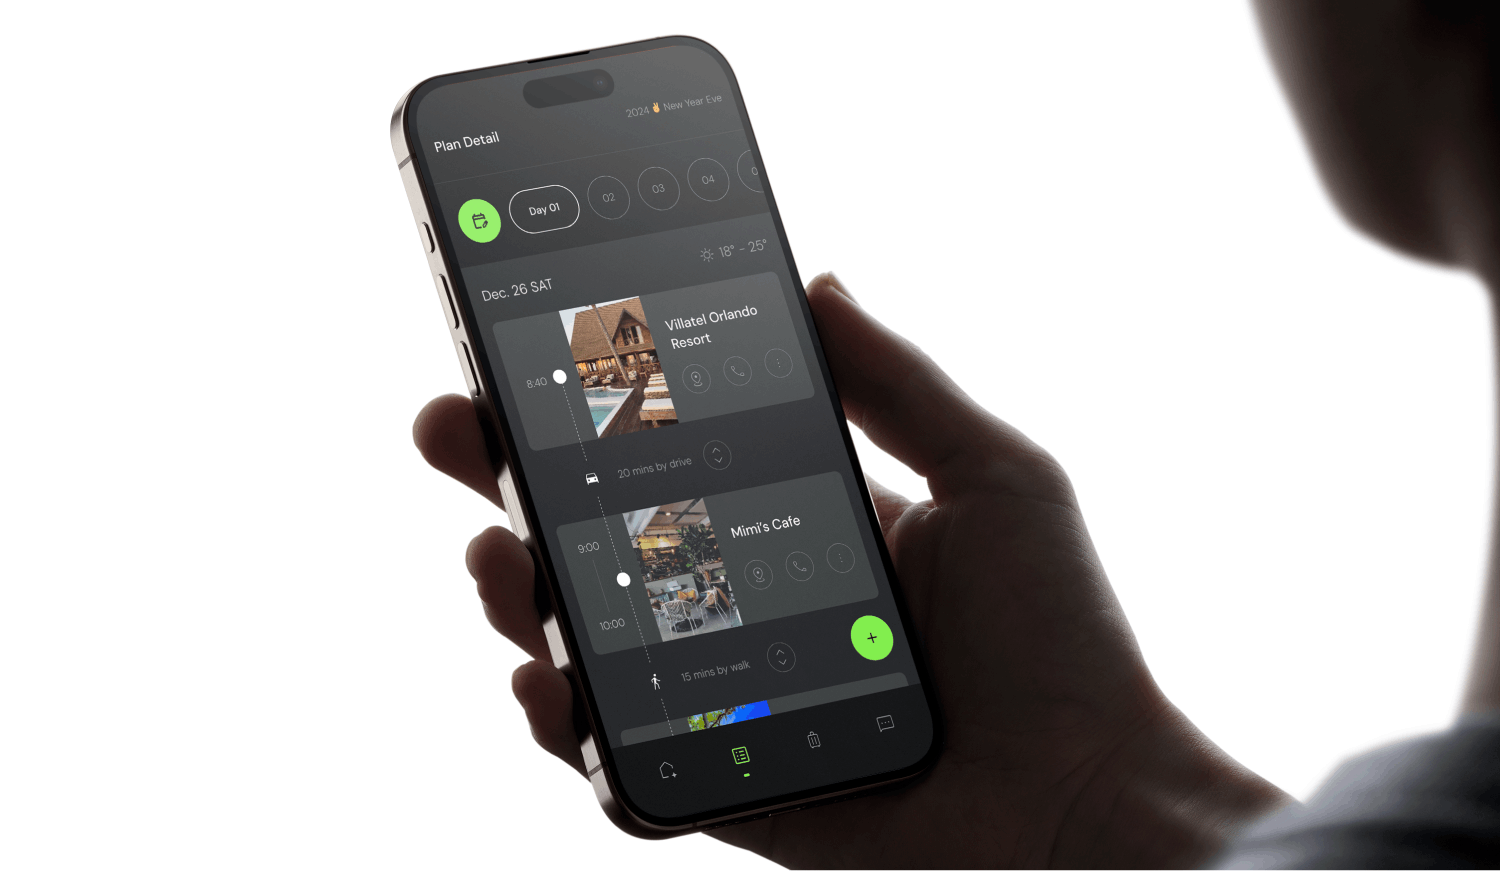 2024✌️New Year Eve
Plan Detail
Day 01
02
03
04
0
18° - 25°
Dec. 26 SAT
Villatel Orlando
Resort
8:40
20 mins by drive
Mimi's Cafe
9:00
10:00
15 mins by walk